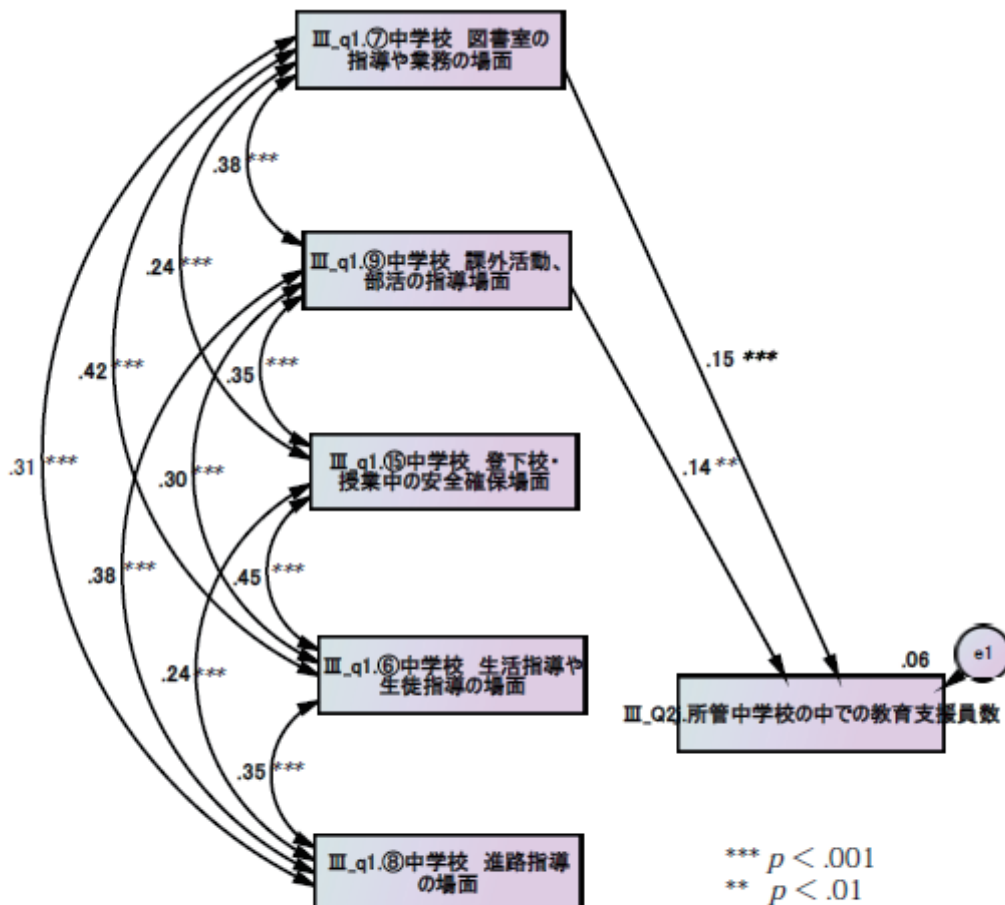 Ⅲ_q1.⑦中学校 図書室の
指導や業務の場面
.38 ***
Ⅲ_q1.⑨中学校 課外活動、
部活の指導場面
.24 ***
.15 ***
.42 ***
.35 ***
Ⅲ_q1.⑮中学校 登下校・
授業中の安全確保場面
.14 **
.31 ***
.30 ***
.38 ***
.45 ***
Ⅲ_q1.⑥中学校 生活指導や
生徒指導の場面
.24 ***
.06
e1
Ⅲ_Q2j.所管中学校の中での教育支援員数
.35 ***
Ⅲ_q1.⑧中学校 進路指導
の場面
*** p < .001
** p < .01